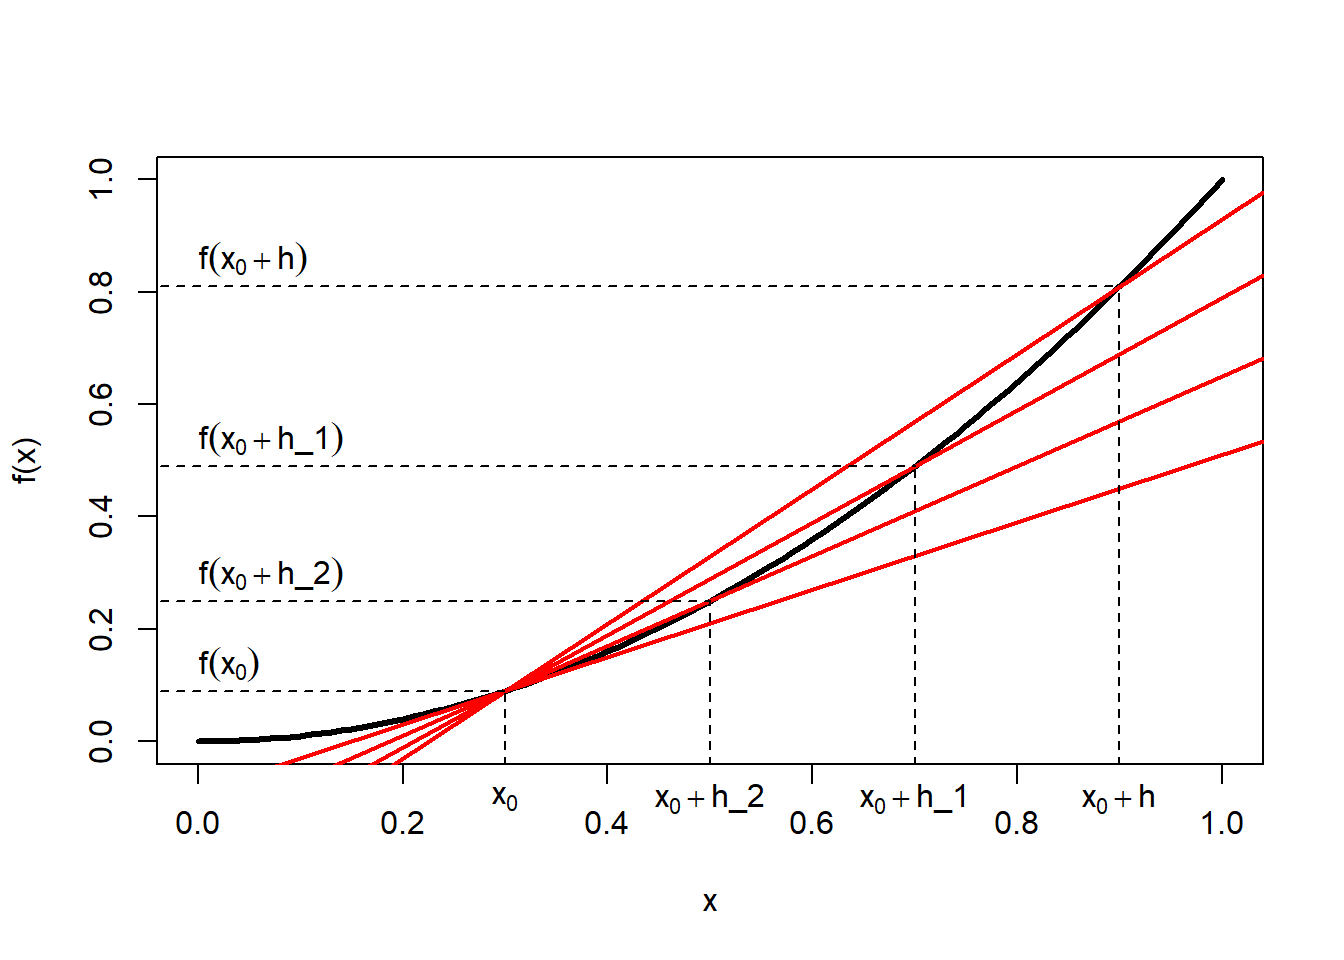 1.0
f(x₀+h)
0.8
0.6
f(x₀+h_1)
f(x)
0.4
f(x₀+h_2)
0.2
f(x₀)
0.0
x₀ x₀+h_2 x₀+h_1 x₀+h
0.0 0.2 0.4 0.6 0.8 1.0
x